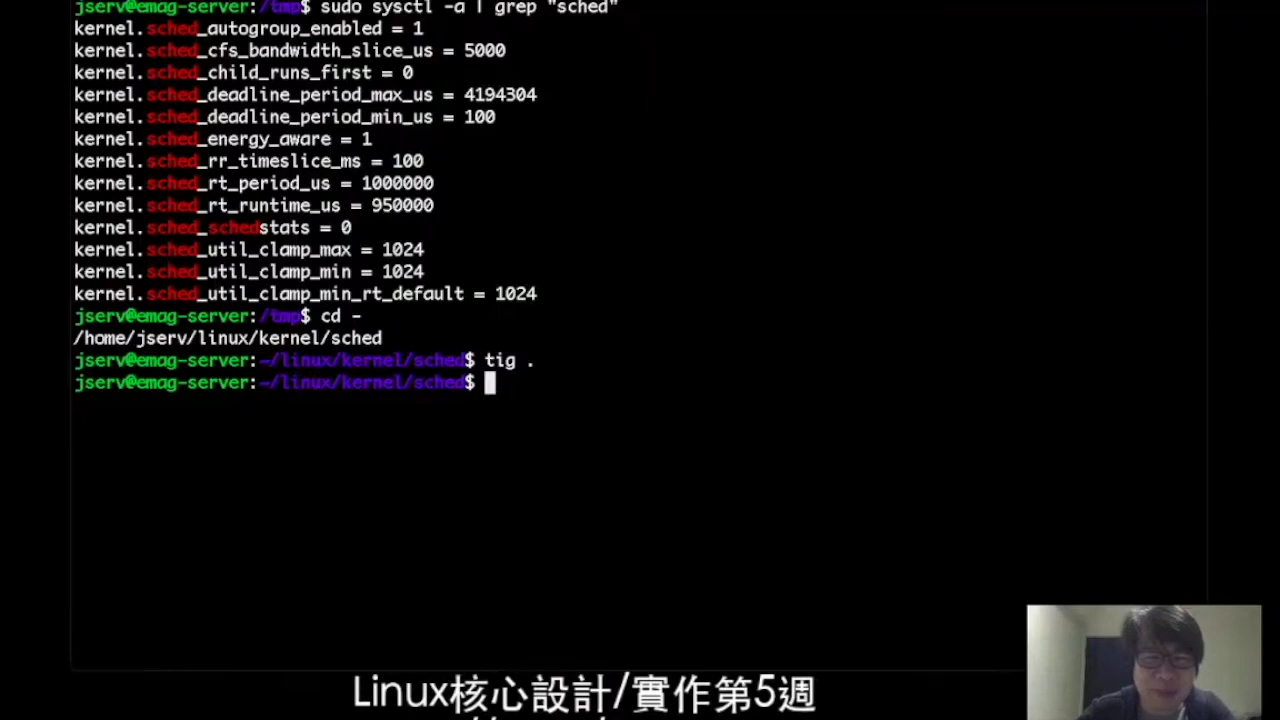 jserv@emag-server:/tmp$ sudo sysctl -a | grep "sched"
kernel.sched_autogroup_enabled = 1
kernel.sched_cfs_bandwidth_slice_us = 5000
kernel.sched_child_runs_first = 0
kernel.sched_deadline_period_max_us = 4194304
kernel.sched_deadline_period_min_us = 100
kernel.sched_energy_aware = 1
kernel.sched_rr_timeslice_ms = 100
kernel.sched_rt_period_us = 1000000
kernel.sched_rt_runtime_us = 950000
kernel.sched_schedstats = 0
kernel.sched_util_clamp_max = 1024
kernel.sched_util_clamp_min = 1024
kernel.sched_util_clamp_min_rt_default = 1024
jserv@emag-server:/tmp$ cd -
/home/jserv/linux/kernel/sched
jserv@emag-server:~/linux/kernel/sched$ tig .
jserv@emag-server:~/linux/kernel/sched$
Linux核心設計/實作第5週